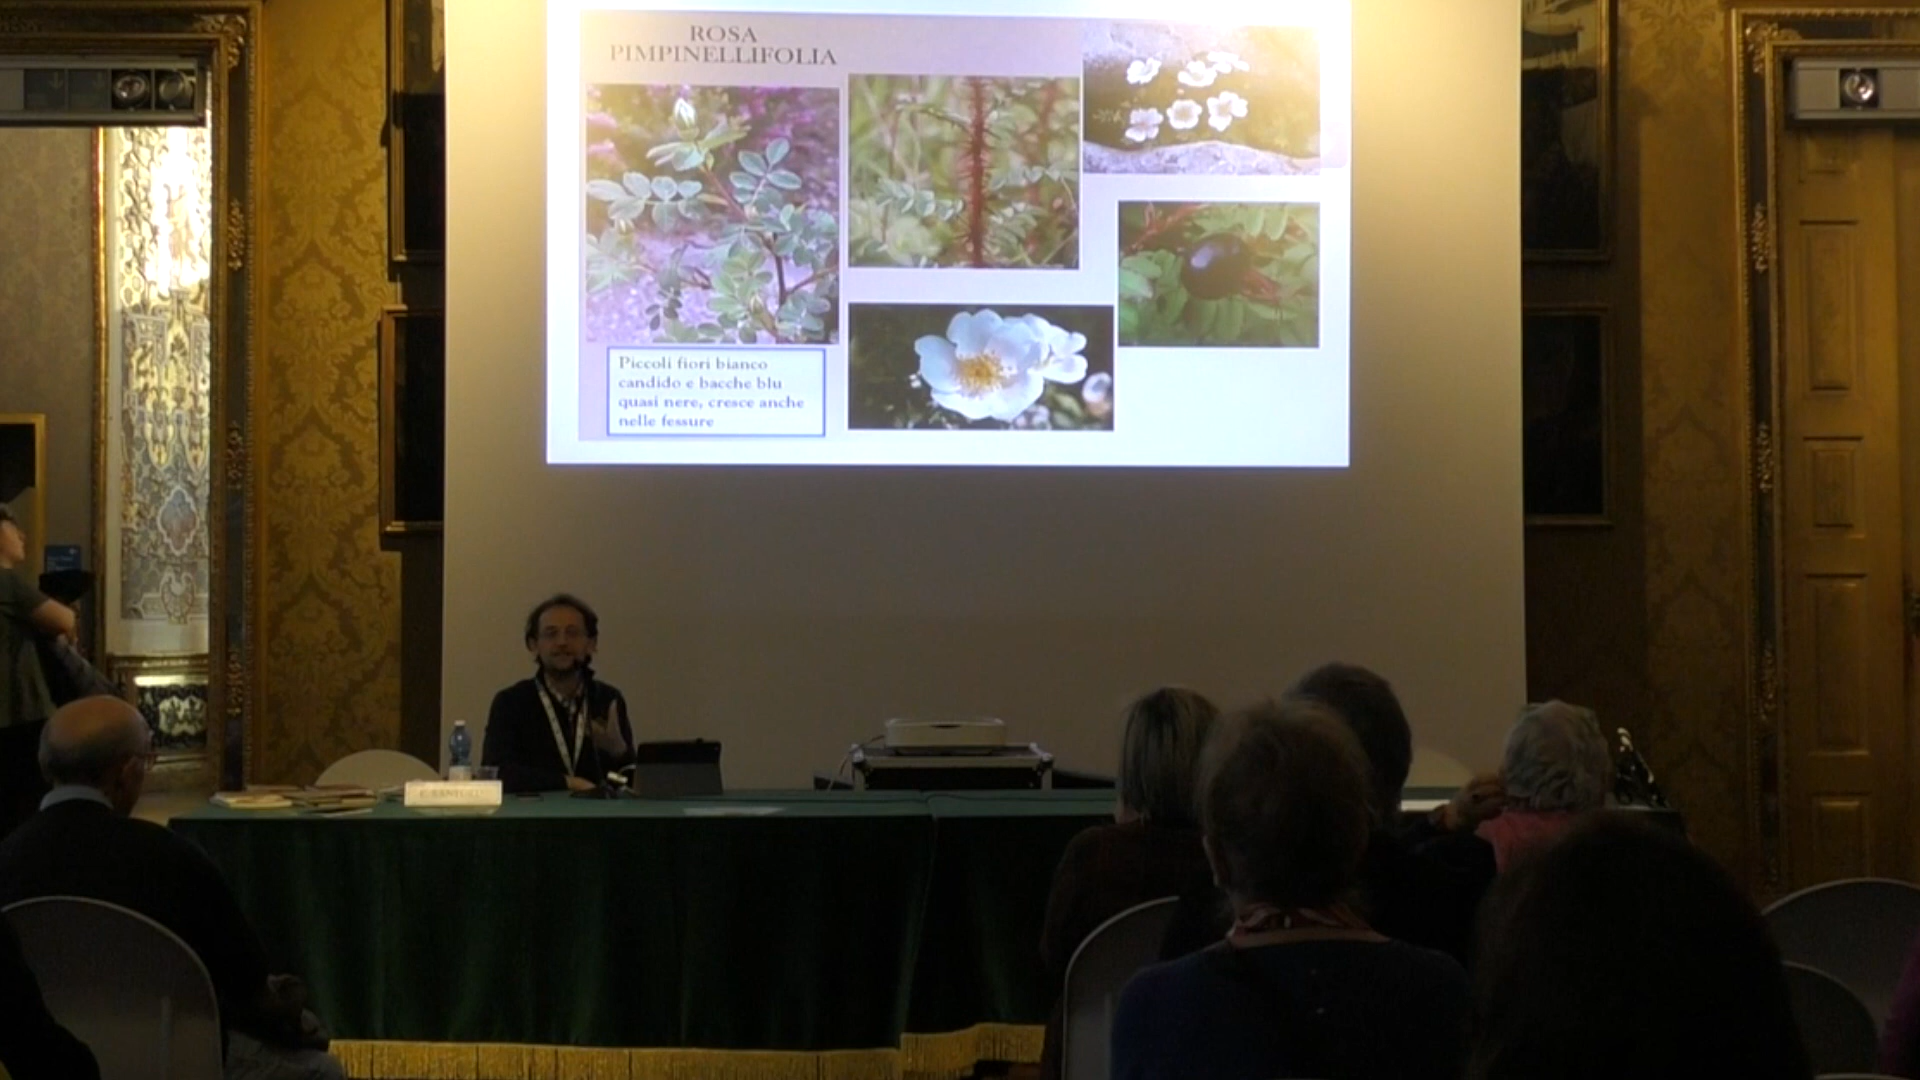 ROSA
PIMPINELLIFOLIA
Piccoli fiori bianco
candido e bacche blu
quasi nere, cresce anche
nelle fessure